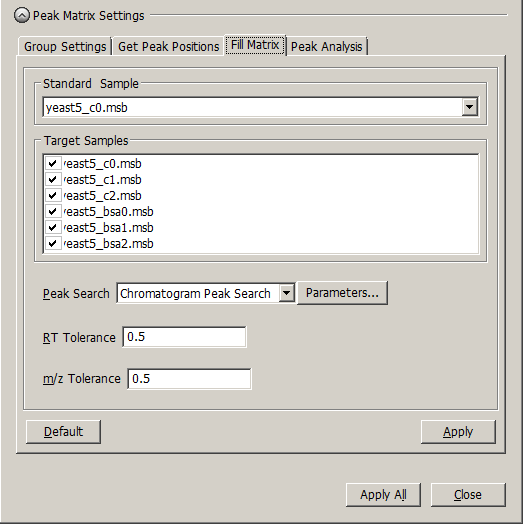 Peak Matrix Settings
Group Settings Get Peak Positions Fill Matrix Peak Analysis
Standard Sample
yeast5_c0.msb
Target Samples
yeast5_c0.msb
yeast5_c1.msb
yeast5_c2.msb
yeast5_bsa0.msb
yeast5_bsa1.msb
yeast5_bsa2.msb
Peak Search Chromatogram Peak Search Parameters...
RT Tolerance 0.5
m/z Tolerance 0.5
Default Apply
Apply All Close